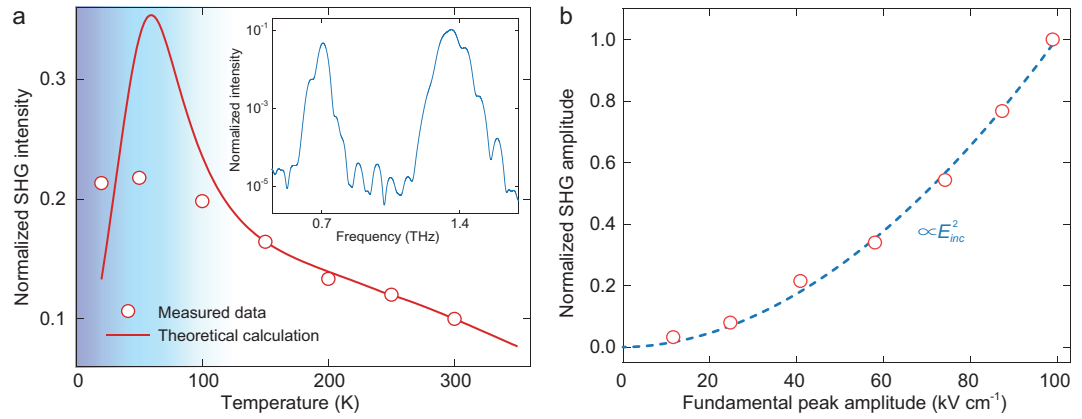 a
Normalized SHG intensity
0.3
0.2
0.1
0
100
200
300
Temperature (K)
Measured data
Theoretical calculation
Normalized intensity
10⁻¹
10⁻³
10⁻⁵
0.7
1.4
Frequency (THz)
b
Normalized SHG amplitude
1.0
0.8
0.6
0.4
0.2
0.0
0
20
40
60
80
100
Fundamental peak amplitude (kV cm⁻¹)
∝E²inc